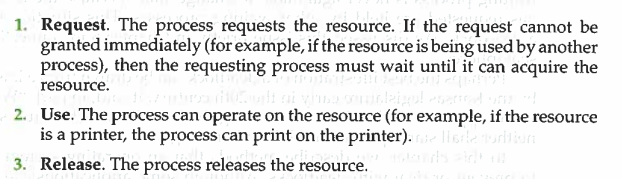 1. Request. The process requests the resource. If the request cannot be
granted immediately (for example, if the resource is being used by another
process), then the requesting process must wait until it can acquire the
resource.
2. Use. The process can operate on the resource (for example, if the resource
is a printer, the process can print on the printer).
3. Release. The process releases the resource.